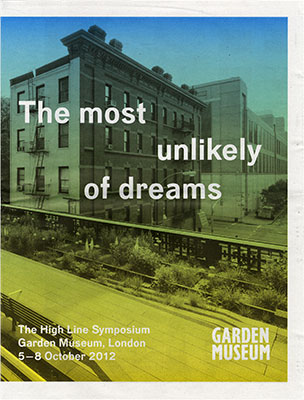 The most
unlikely
of dreams
The High Line Symposium
Garden Museum, London
5–8 October 2012
GARDEN
MUSEUM